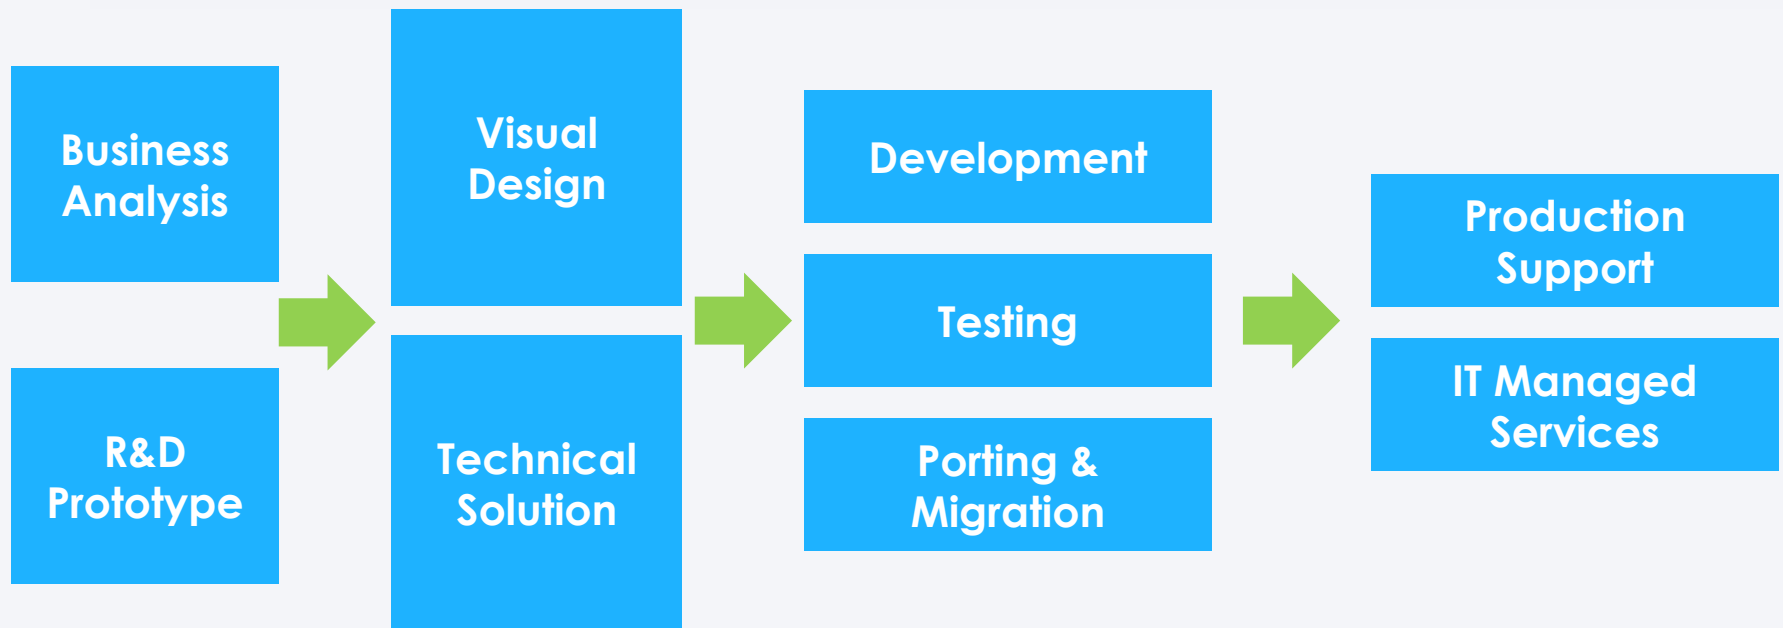 Business
Analysis
R&D
Prototype
Visual
Design
Technical
Solution
Development
Testing
Porting &
Migration
Production
Support
IT Managed
Services